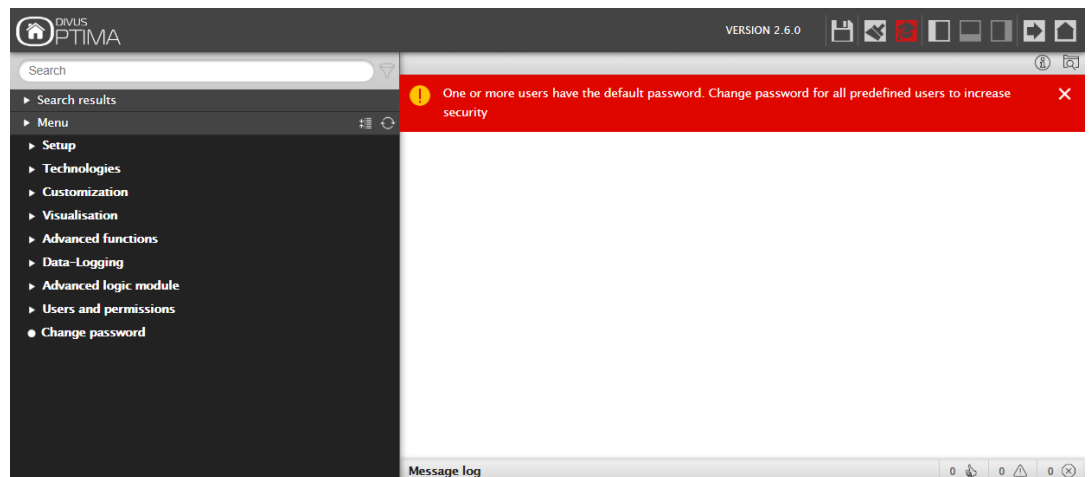 DIVUS
OPTIMA
VERSION 2.6.0
Search
Search results
Menu
Setup
Technologies
Customization
Visualisation
Advanced functions
Data-Logging
Advanced logic module
Users and permissions
Change password
One or more users have the default password. Change password for all predefined users to increase
security
Message log
0
0
0